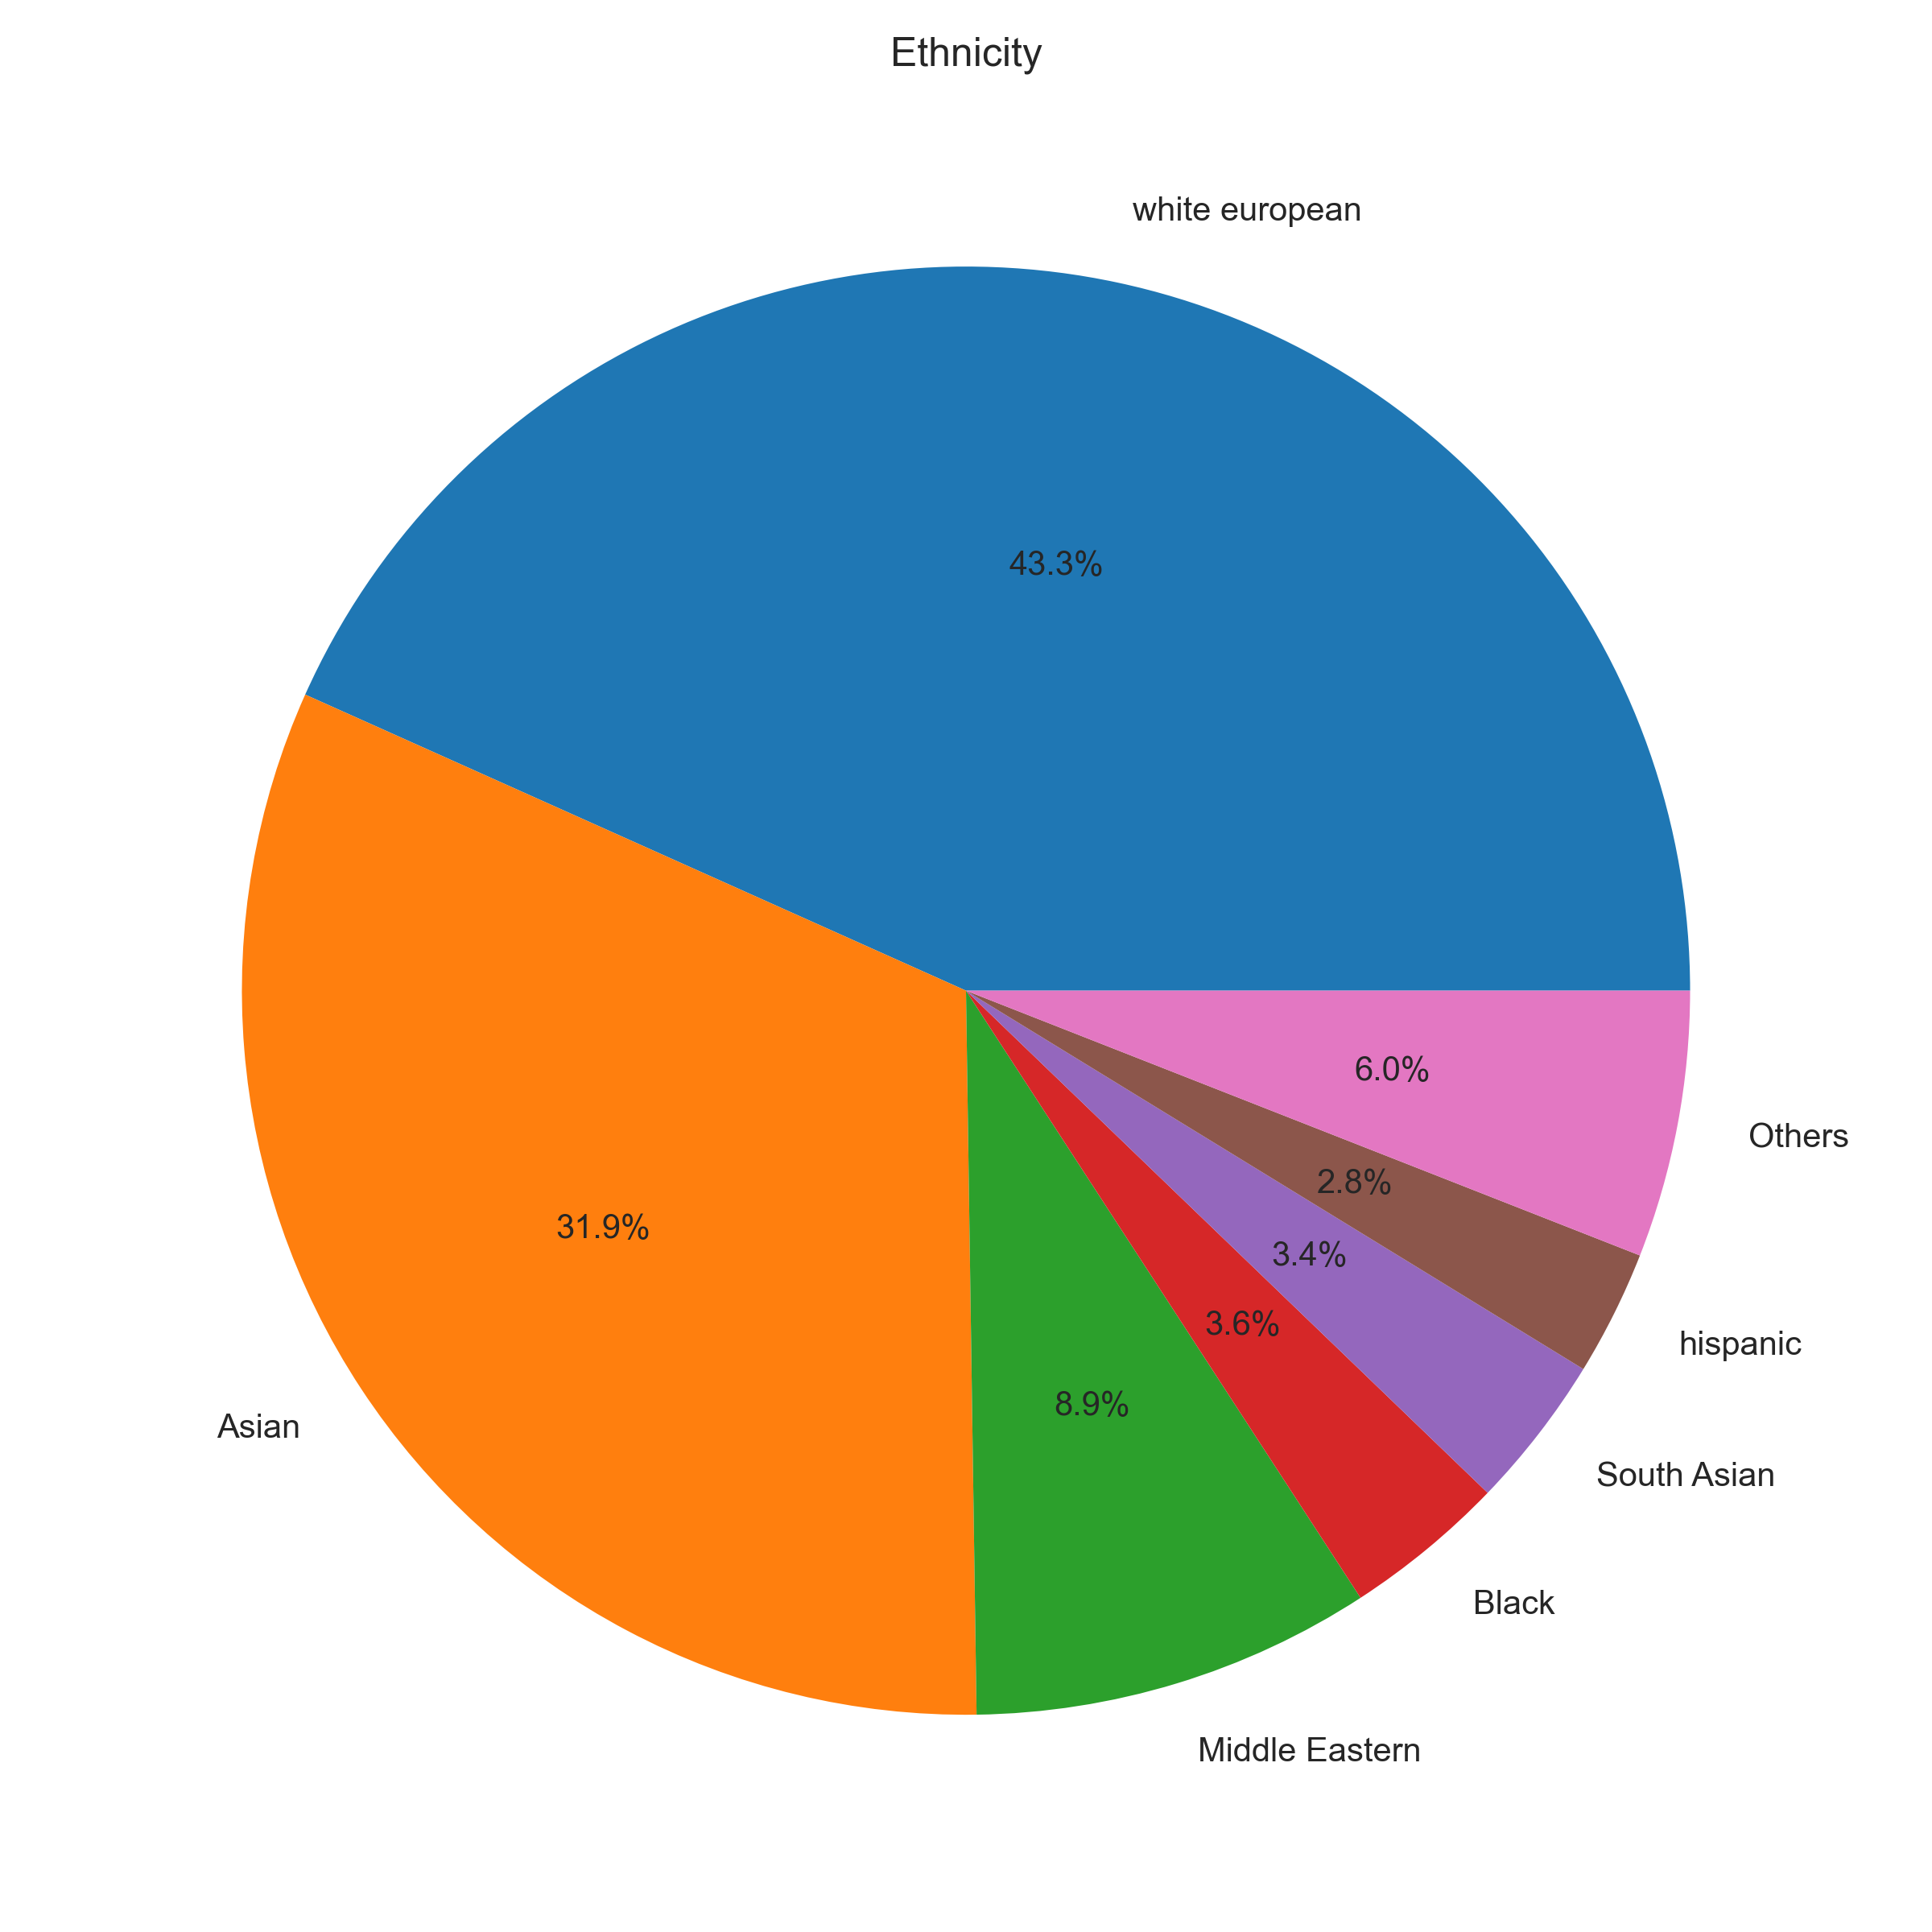 Ethnicity
white european
43.3%
6.0%
Others
2.8%
31.9%
3.4%
3.6%
hispanic
8.9%
Asian
South Asian
Black
Middle Eastern